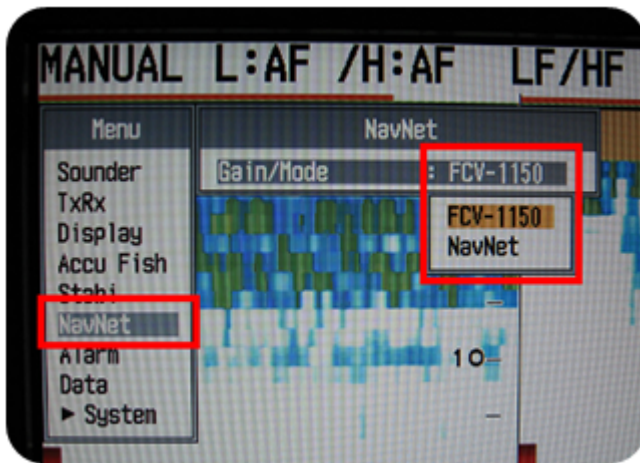 MANUAL L:AF /H:AF LF/HF
Menu
Sounder
TxRx
Display
Accu Fish
Stabi
NavNet
Alarm
Data
► System
NavNet
Gain/Mode : FCV-1150
FCV-1150
NavNet
10